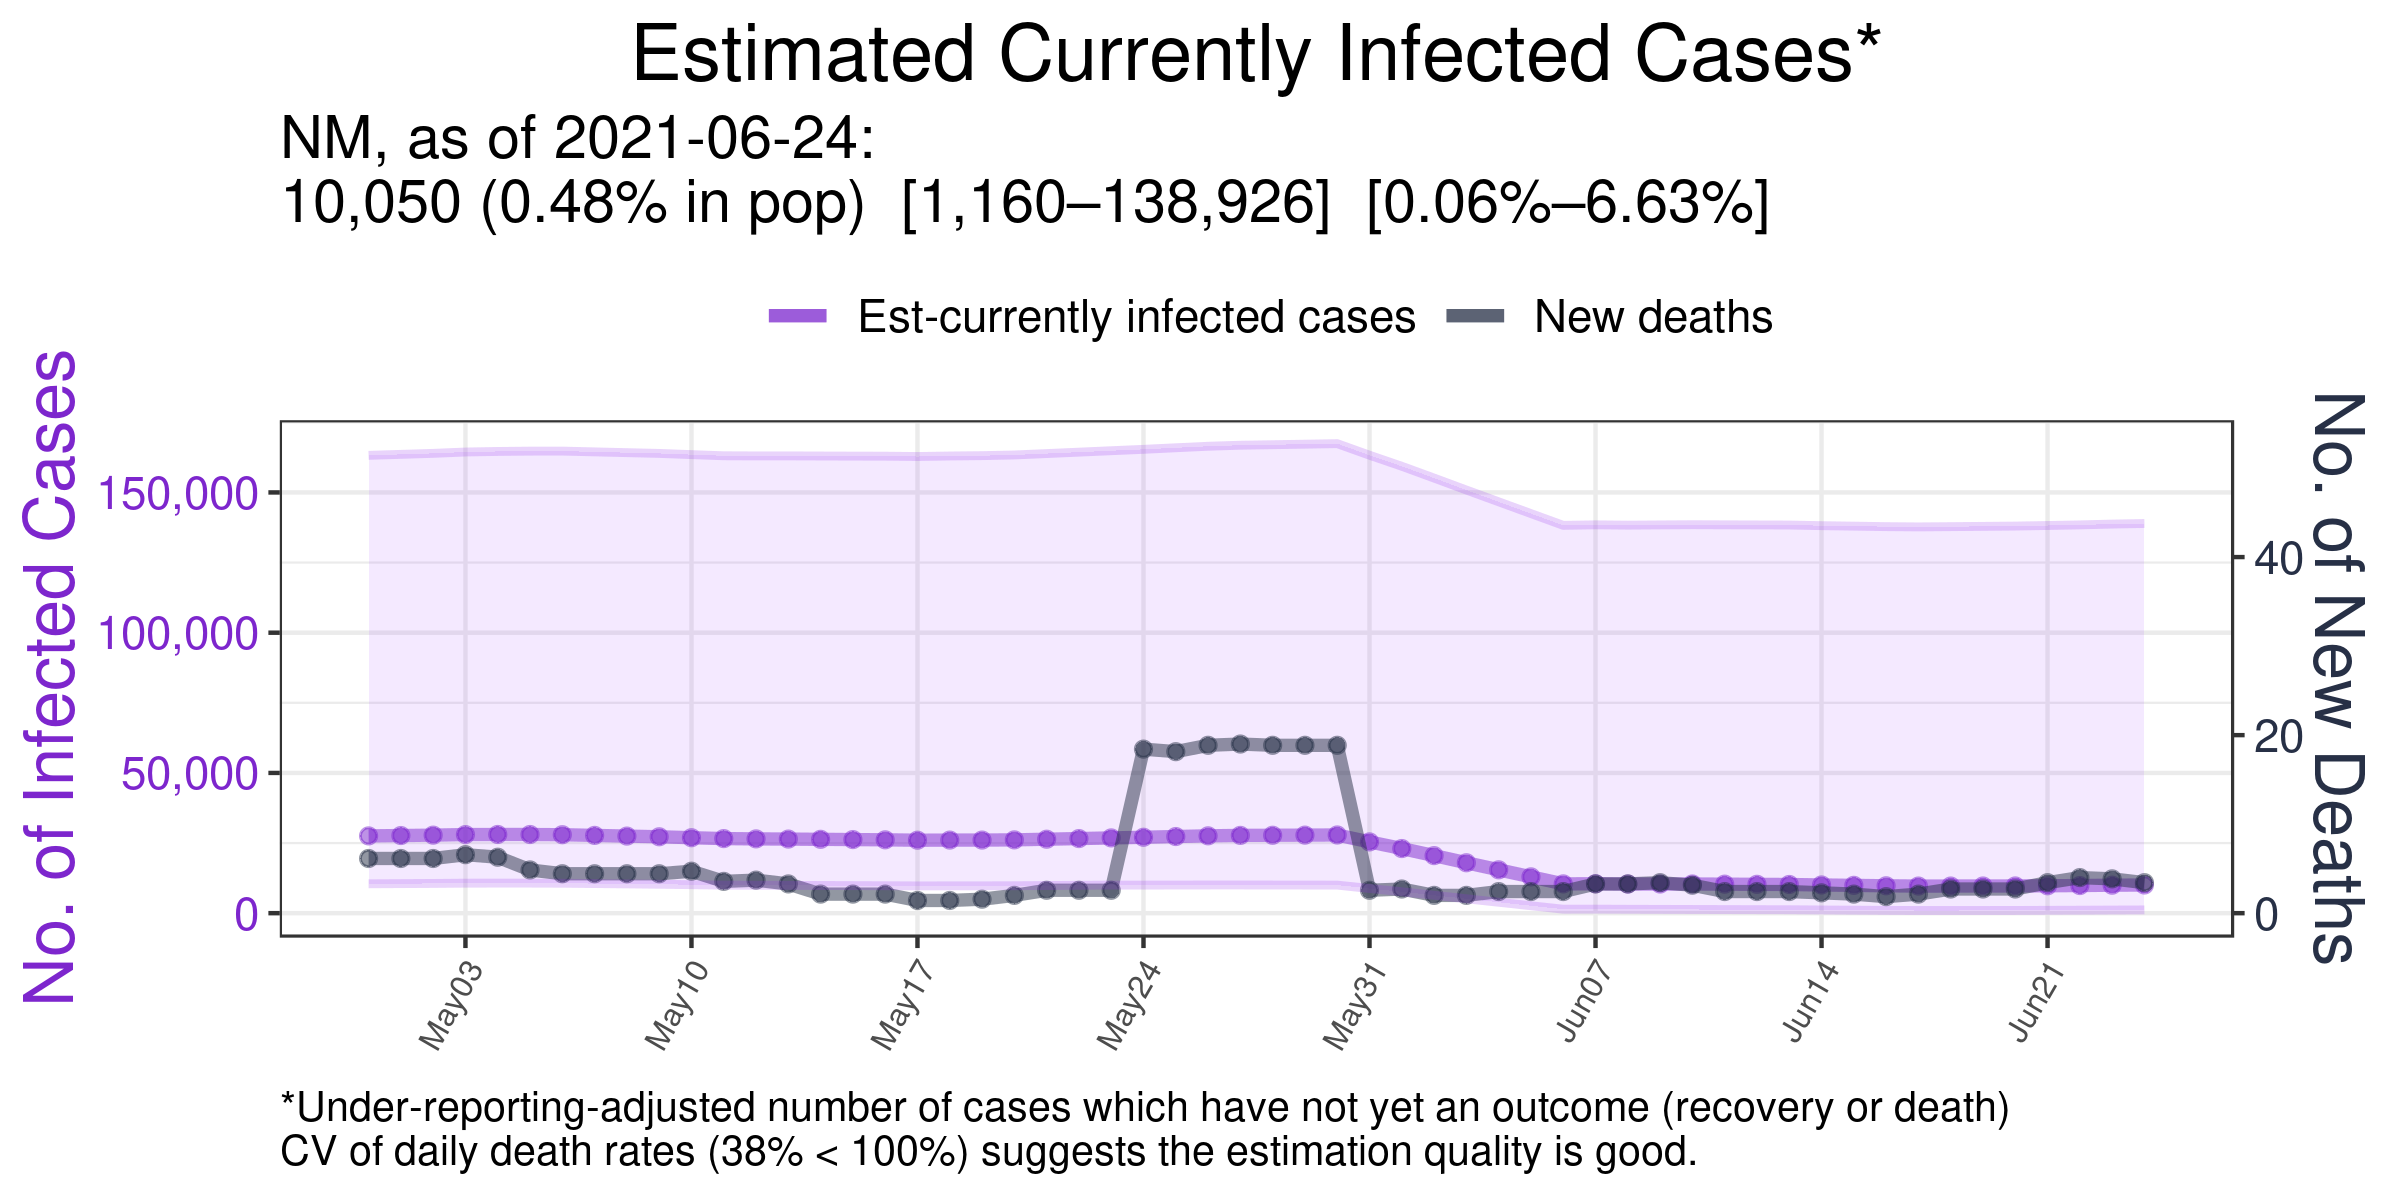 Estimated Currently Infected Cases*
NM, as of 2021-06-24:
10,050 (0.48% in pop)  [1,160–138,926]  [0.06%–6.63%]
Est-currently infected cases
New deaths
No. of Infected Cases
150,000
100,000
50,000
0
No. of New Deaths
40
20
0
May03
May10
May17
May24
May31
Jun07
Jun14
Jun21
*Under-reporting-adjusted number of cases which have not yet an outcome (recovery or death)
CV of daily death rates (38% < 100%) suggests the estimation quality is good.